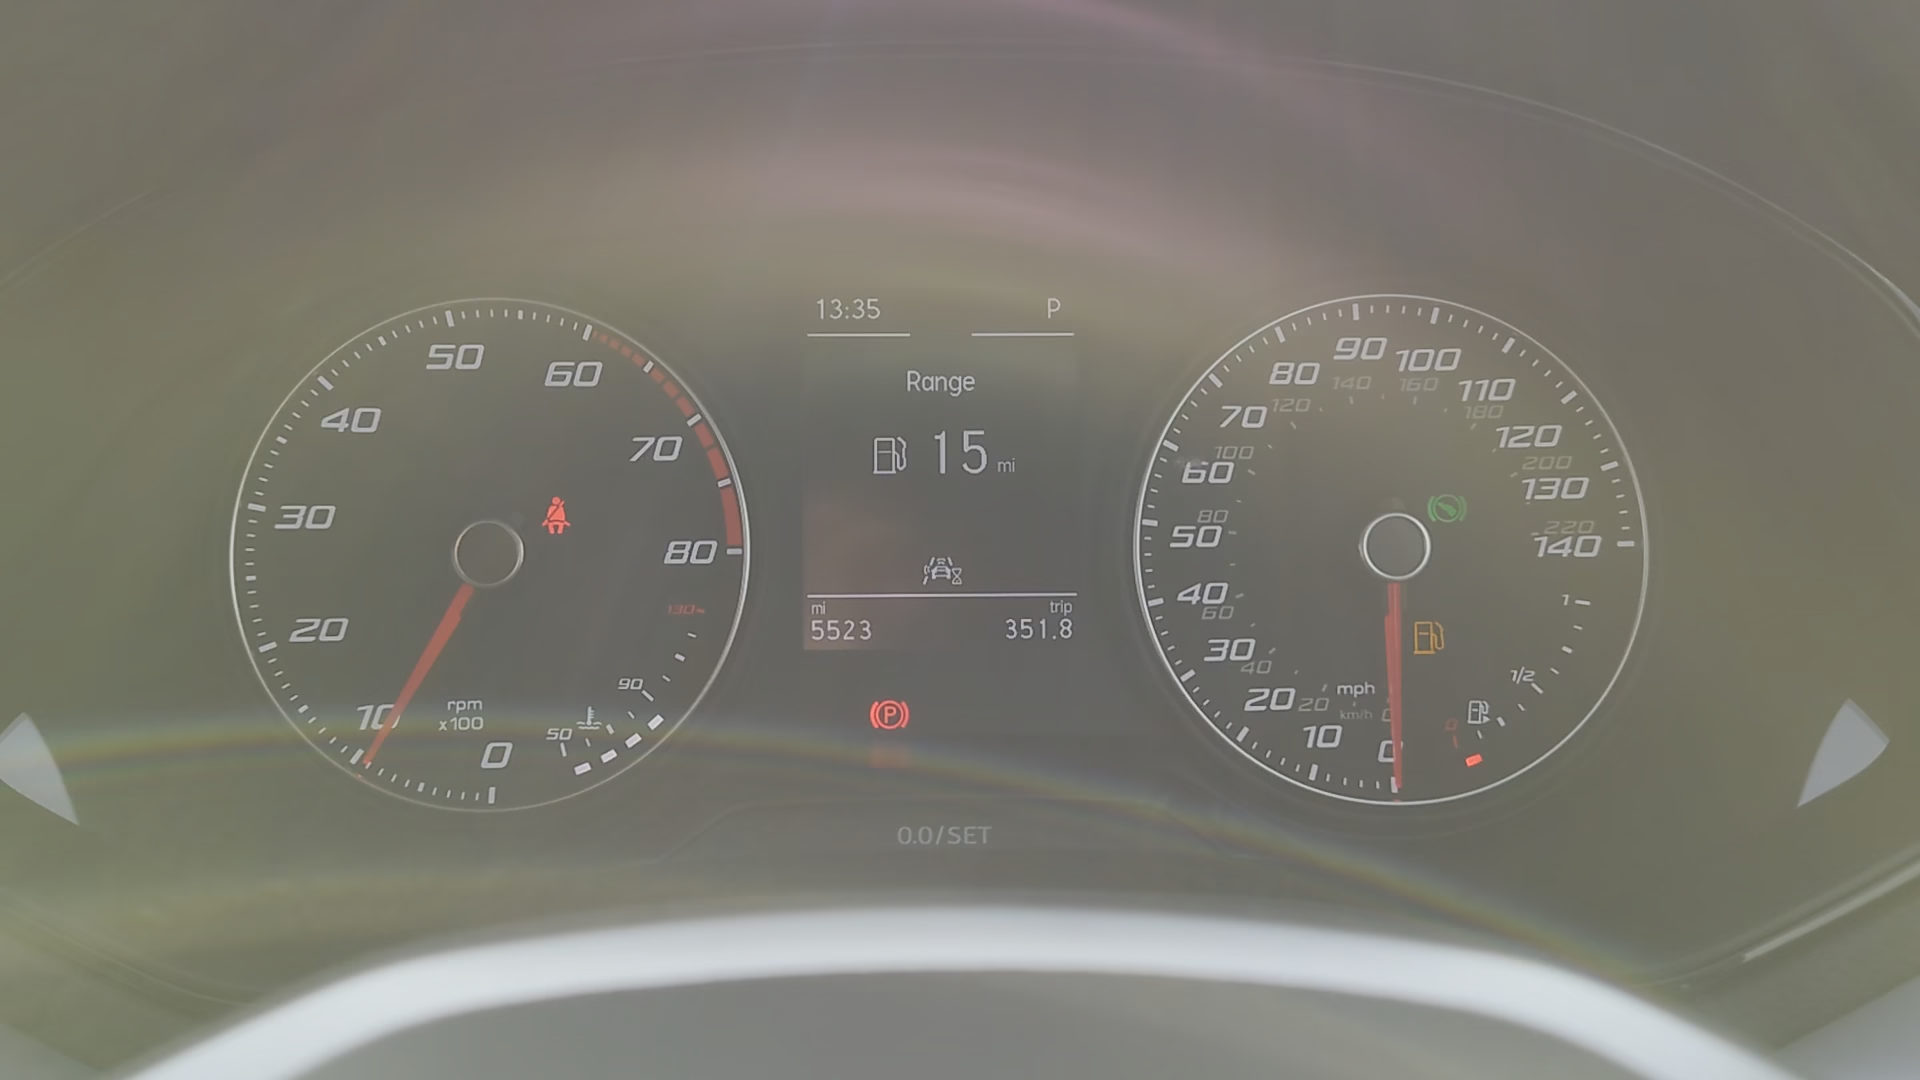 13:35 P
Range
15 mi
mi trip
5523 351.8
0.0/SET
0 10 20 30 40 50 60 70 80
rpm
x100
50 90 130
0 10 20 30 40 50 60 70 80 90 100 110 120 130 140
20 40 60 80 100 120 140 160 180 200 220
mph
km/h
0 1/2 1
P